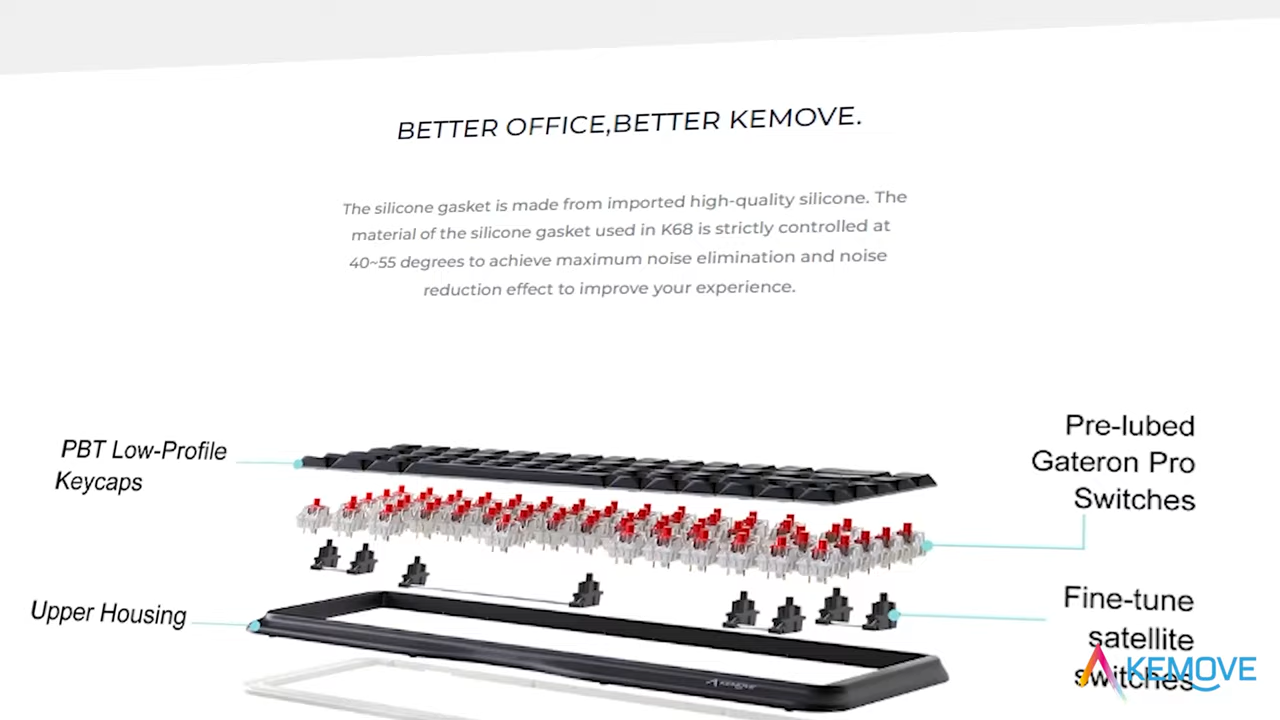 BETTER OFFICE,BETTER KEMOVE.
The silicone gasket is made from imported high-quality silicone. The
material of the silicone gasket used in K68 is strictly controlled at
40~55 degrees to achieve maximum noise elimination and noise
reduction effect to improve your experience.
PBT Low-Profile
Keycaps
Pre-lubed
Gateron Pro
Switches
Upper Housing
Fine-tune
satellite
switches
KEMOVE
KEMOVE